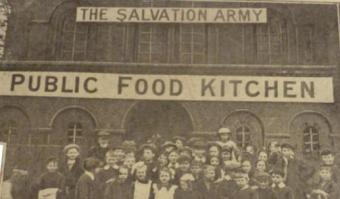 THE SALVATION ARMY
PUBLIC FOOD KITCHEN